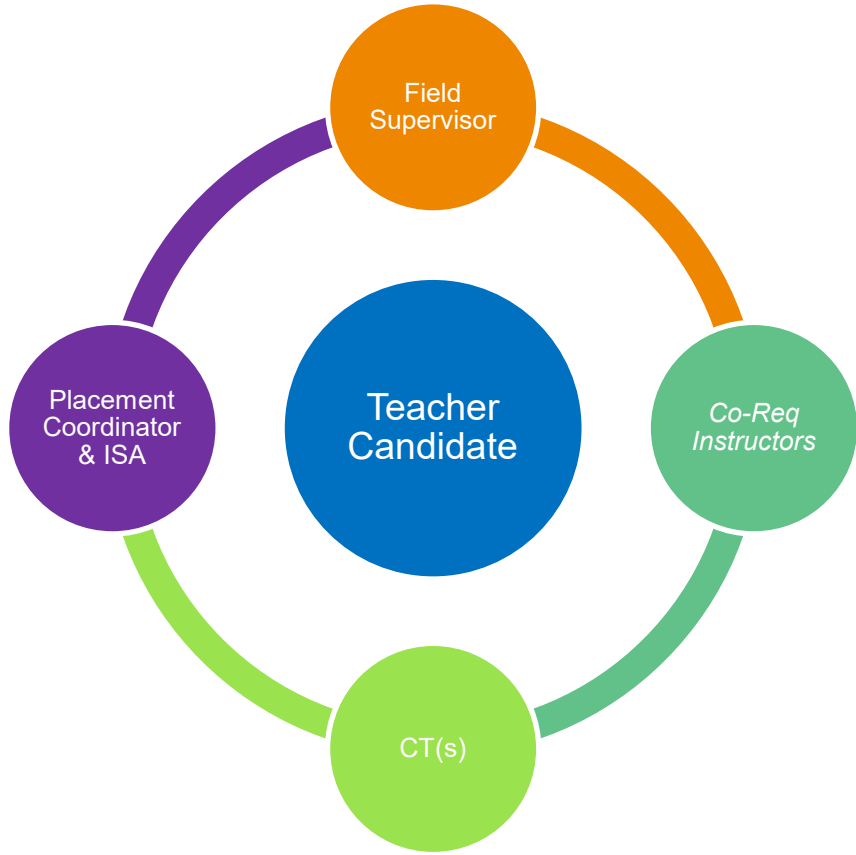 Field
Supervisor
Placement
Coordinator
& ISA
Teacher
Candidate
Co-Req
Instructors
CT(s)